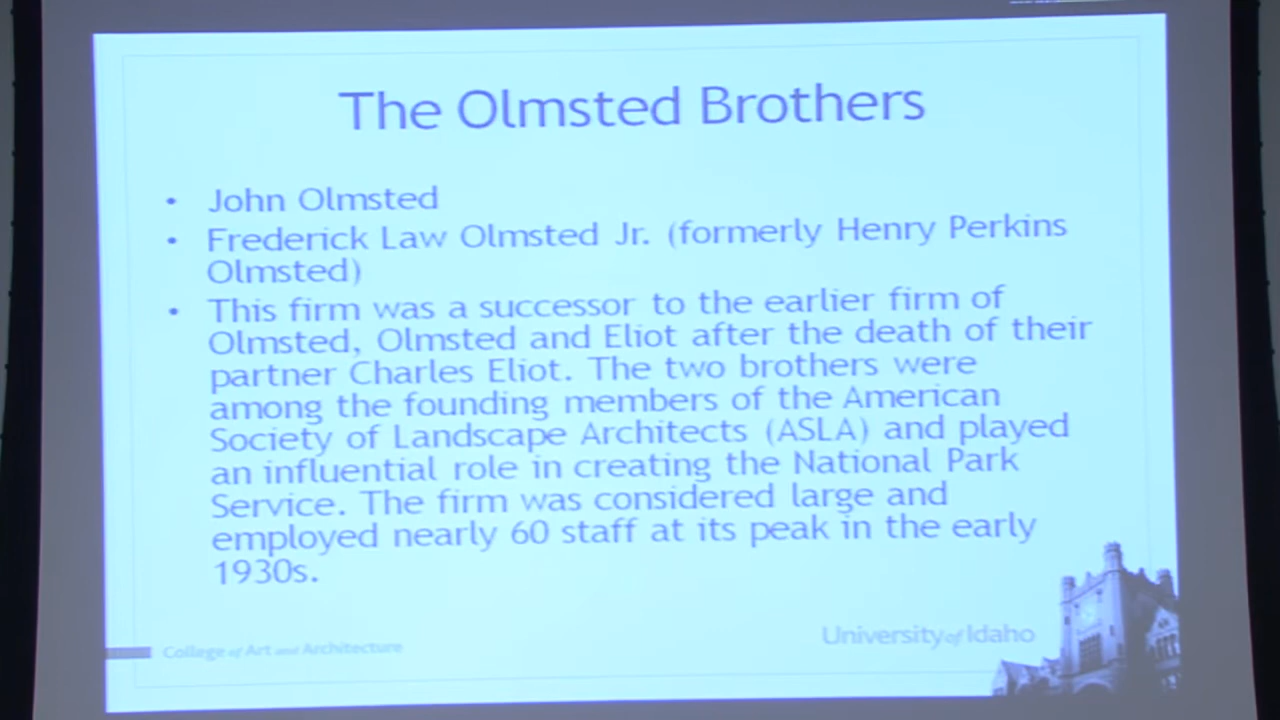 The Olmsted Brothers
• John Olmsted
• Frederick Law Olmsted Jr. (formerly Henry Perkins
Olmsted)
• This firm was a successor to the earlier firm of
Olmsted, Olmsted and Eliot after the death of their
partner Charles Eliot. The two brothers were
among the founding members of the American
Society of Landscape Architects (ASLA) and played
an influential role in creating the National Park
Service. The firm was considered large and
employed nearly 60 staff at its peak in the early
1930s.
College of Art and Architecture
University of Idaho